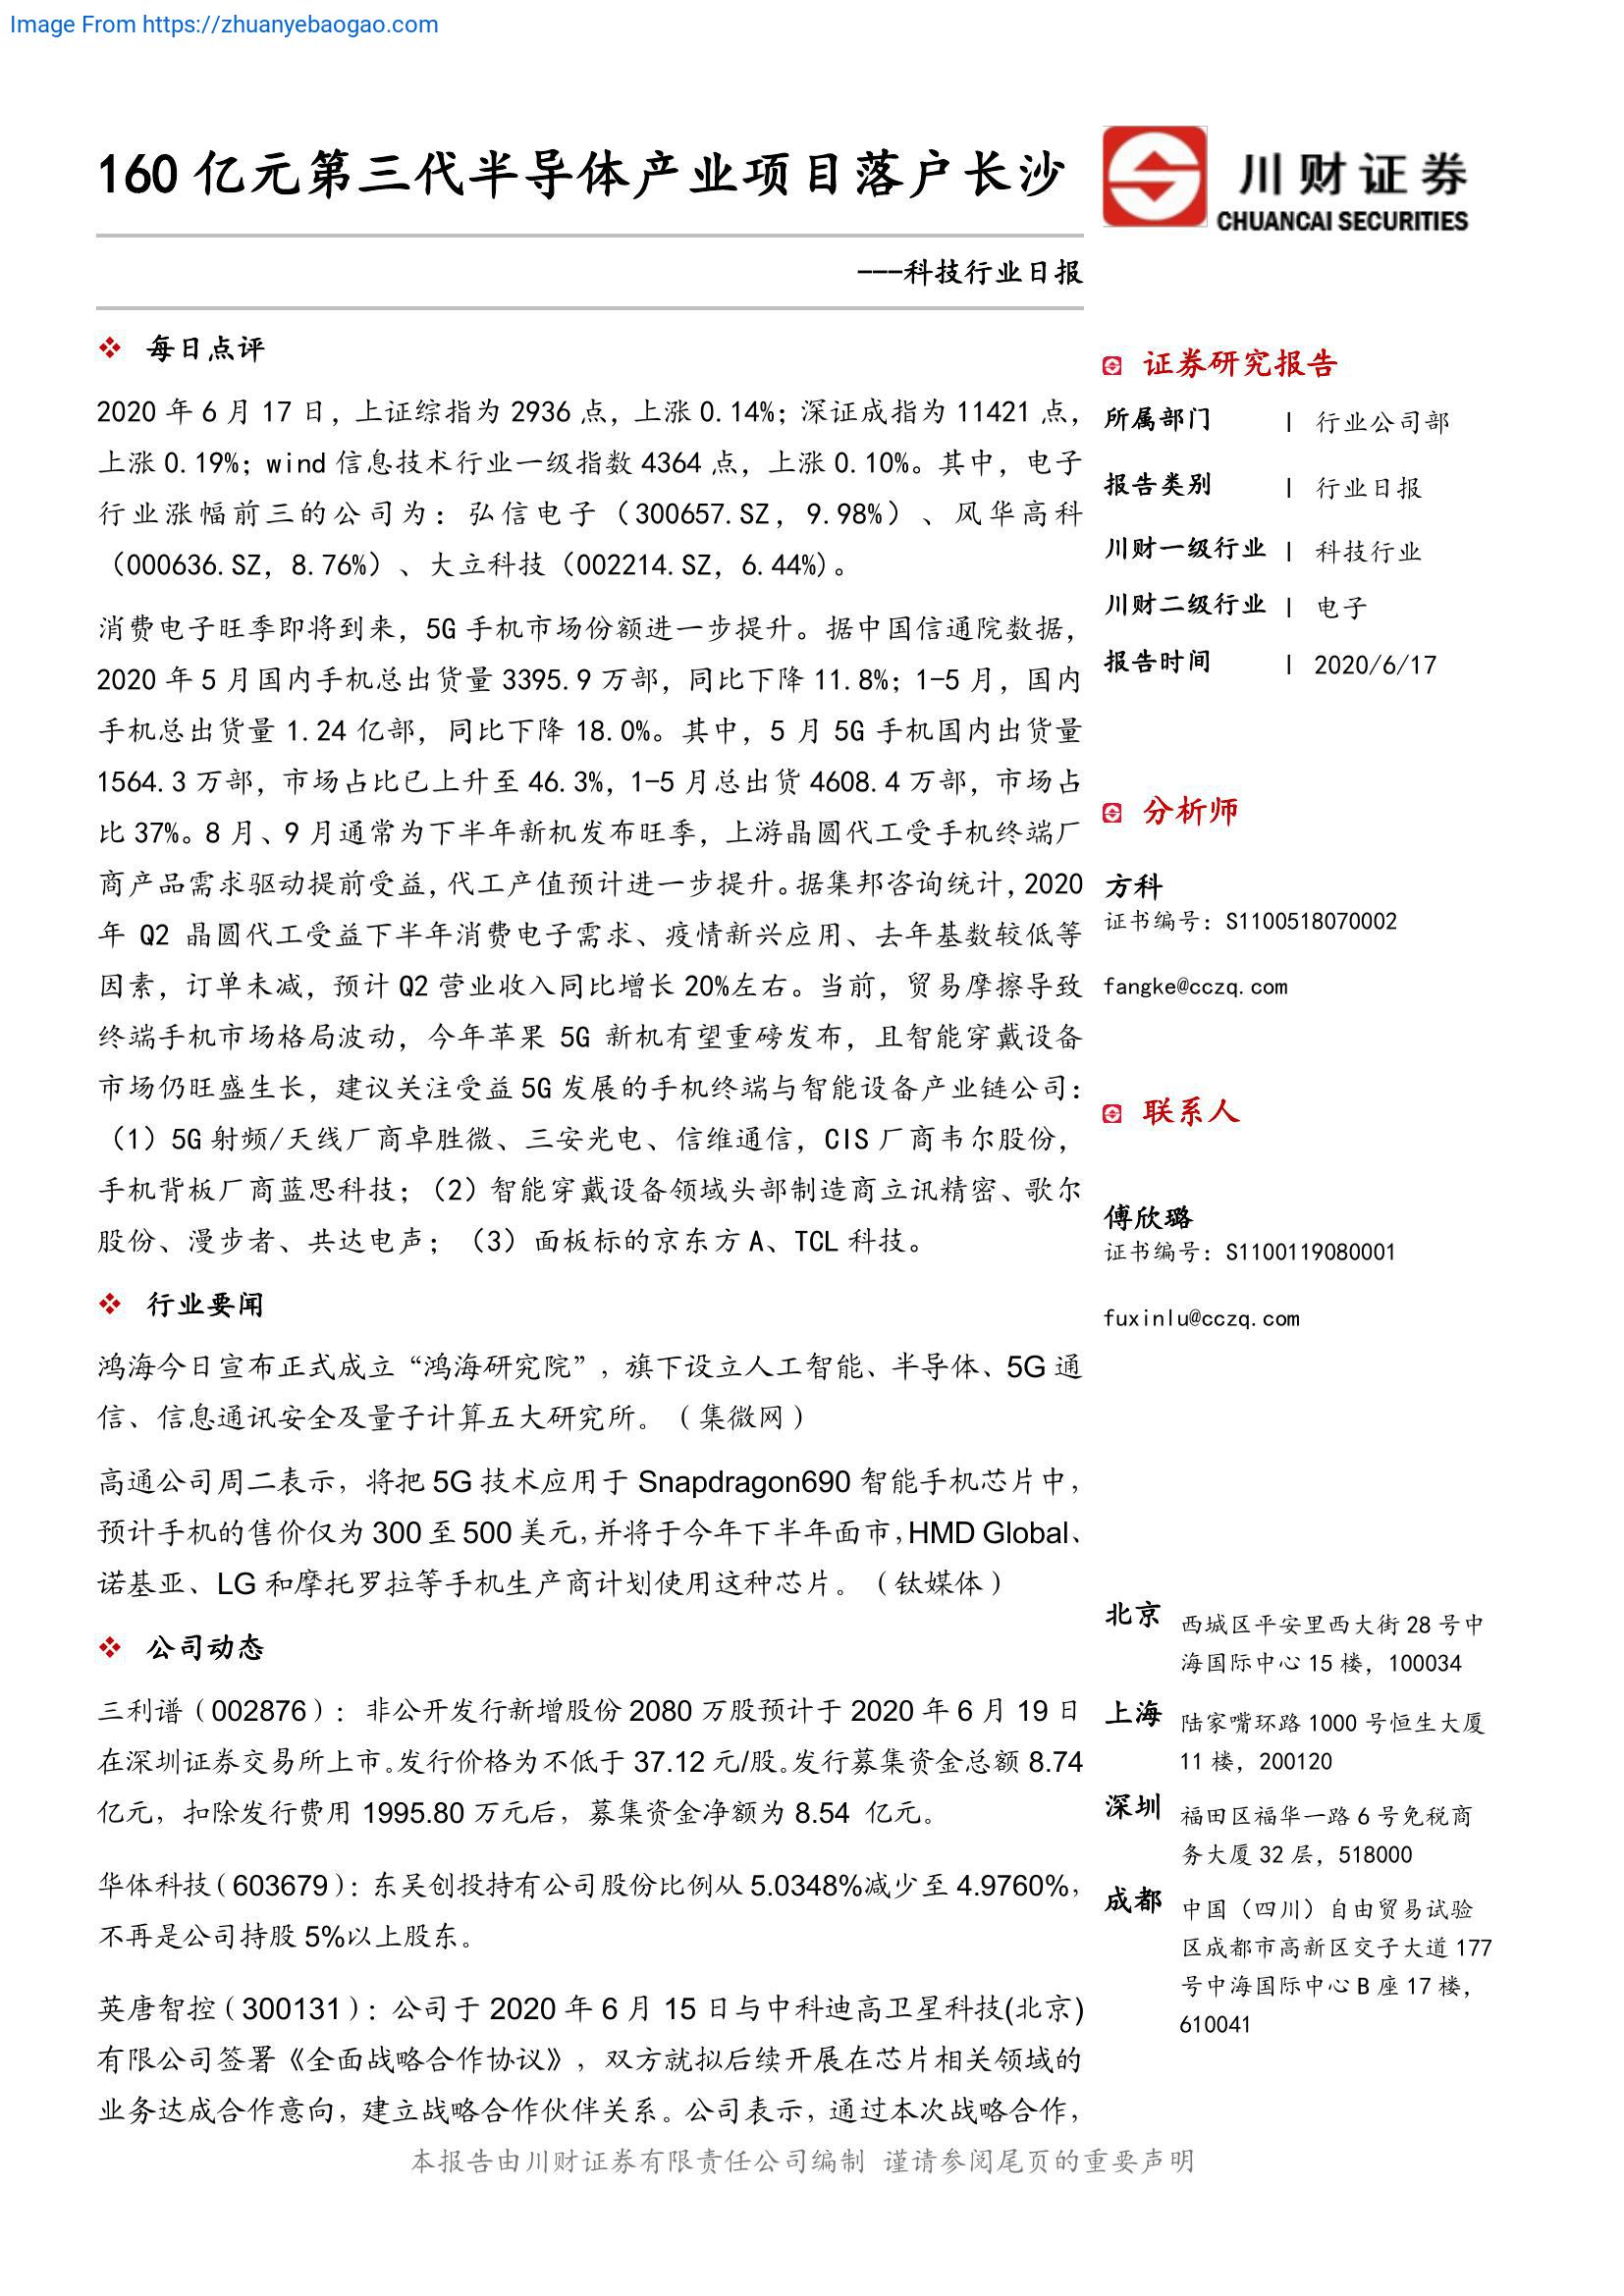 Image From https://zhuanyebaogao.com
160 亿元第三代半导体产业项目落户长沙
川财证券
CHUANCAI SECURITIES
---科技行业日报
每日点评
2020 年 6 月 17 日，上证综指为 2936 点，上涨 0.14%；深证成指为 11421 点，
上涨 0.19%；wind 信息技术行业一级指数 4364 点，上涨 0.10%。其中，电子
行业涨幅前三的公司为：弘信电子（300657.SZ，9.98%）、风华高科
（000636.SZ，8.76%）、大立科技（002214.SZ，6.44%)。
消费电子旺季即将到来，5G 手机市场份额进一步提升。据中国信通院数据，
2020 年 5 月国内手机总出货量 3395.9 万部，同比下降 11.8%；1-5 月，国内
手机总出货量 1.24 亿部，同比下降 18.0%。其中，5 月 5G 手机国内出货量
1564.3 万部，市场占比已上升至 46.3%，1-5 月总出货 4608.4 万部，市场占
比 37%。8 月、9 月通常为下半年新机发布旺季，上游晶圆代工受手机终端厂
商产品需求驱动提前受益，代工产值预计进一步提升。据集邦咨询统计，2020
年 Q2 晶圆代工受益下半年消费电子需求、疫情新兴应用、去年基数较低等
因素，订单未减，预计 Q2 营业收入同比增长 20%左右。当前，贸易摩擦导致
终端手机市场格局波动，今年苹果 5G 新机有望重磅发布，且智能穿戴设备
市场仍旺盛生长，建议关注受益 5G 发展的手机终端与智能设备产业链公司：
（1）5G 射频/天线厂商卓胜微、三安光电、信维通信，CIS 厂商韦尔股份，
手机背板厂商蓝思科技；（2）智能穿戴设备领域头部制造商立讯精密、歌尔
股份、漫步者、共达电声；（3）面板标的京东方 A、TCL 科技。
行业要闻
鸿海今日宣布正式成立“鸿海研究院”，旗下设立人工智能、半导体、5G 通
信、信息通讯安全及量子计算五大研究所。（集微网）
高通公司周二表示，将把 5G 技术应用于 Snapdragon690 智能手机芯片中，
预计手机的售价仅为 300 至 500 美元，并将于今年下半年面市，HMD Global、
诺基亚、LG 和摩托罗拉等手机生产商计划使用这种芯片。（钛媒体）
公司动态
三利谱（002876）：非公开发行新增股份 2080 万股预计于 2020 年 6 月 19 日
在深圳证券交易所上市。发行价格为不低于 37.12 元/股。发行募集资金总额 8.74
亿元，扣除发行费用 1995.80 万元后，募集资金净额为 8.54 亿元。
华体科技（603679）：东吴创投持有公司股份比例从 5.0348%减少至 4.9760%，
不再是公司持股 5%以上股东。
英唐智控（300131）：公司于 2020 年 6 月 15 日与中科迪高卫星科技(北京)
有限公司签署《全面战略合作协议》，双方就拟后续开展在芯片相关领域的
业务达成合作意向，建立战略合作伙伴关系。公司表示，通过本次战略合作，
证券研究报告
所属部门 | 行业公司部
报告类别 | 行业日报
川财一级行业 | 科技行业
川财二级行业 | 电子
报告时间 | 2020/6/17
分析师
方科
证书编号：S1100518070002
fangke@cczq.com
联系人
傅欣璐
证书编号：S1100119080001
fuxinlu@cczq.com
北京 西城区平安里西大街 28 号中
海国际中心 15 楼，100034
上海 陆家嘴环路 1000 号恒生大厦
11 楼，200120
深圳 福田区福华一路 6 号免税商
务大厦 32 层，518000
成都 中国（四川）自由贸易试验
区成都市高新区交子大道 177
号中海国际中心 B 座 17 楼，
610041
本报告由川财证券有限责任公司编制 谨请参阅尾页的重要声明